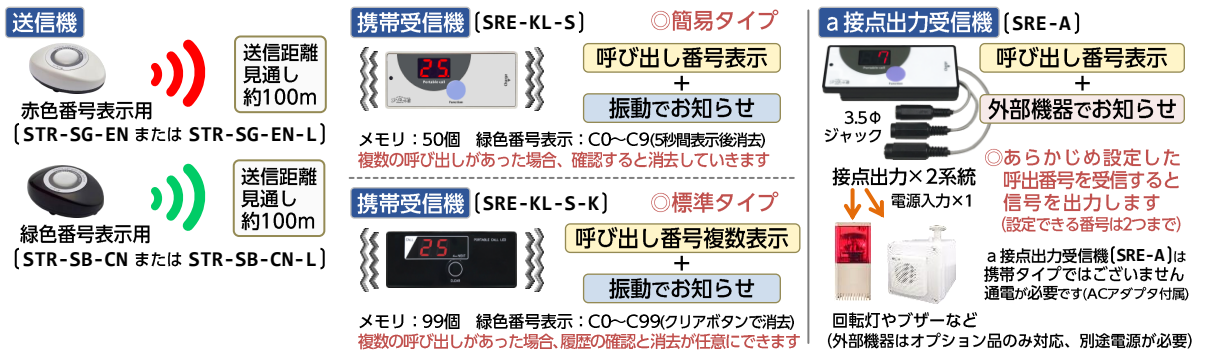 送信機
送信距離
見通し
約100m
赤色番号表示用
(STR-SG-EN または STR-SG-EN-L)
送信距離
見通し
約100m
緑色番号表示用
(STR-SB-CN または STR-SB-CN-L)
携帯受信機 (SRE-KL-S) ◎簡易タイプ
25
呼び出し番号表示
+
振動でお知らせ
メモリ：50個 緑色番号表示：C0〜C9(5秒間表示後消去)
複数の呼び出しがあった場合、確認すると消去していきます
携帯受信機 (SRE-KL-S-K) ◎標準タイプ
PORTABLE CALL LED
25
呼び出し番号複数表示
+
振動でお知らせ
メモリ：99個 緑色番号表示：C0〜C99(クリアボタンで消去)
複数の呼び出しがあった場合、履歴の確認と消去が任意にできます
a 接点出力受信機 (SRE-A)
7
呼び出し番号表示
+
外部機器でお知らせ
3.5Φ
ジャック
接点出力×2系統
電源入力×1
◎あらかじめ設定した
呼出番号を受信すると
信号を出力します
(設定できる番号は2つまで)
a 接点出力受信機(SRE-A)は
携帯タイプではございません
通電が必要です(ACアダプタ付属)
回転灯やブザーなど
(外部機器はオプション品のみ対応、別途電源が必要)